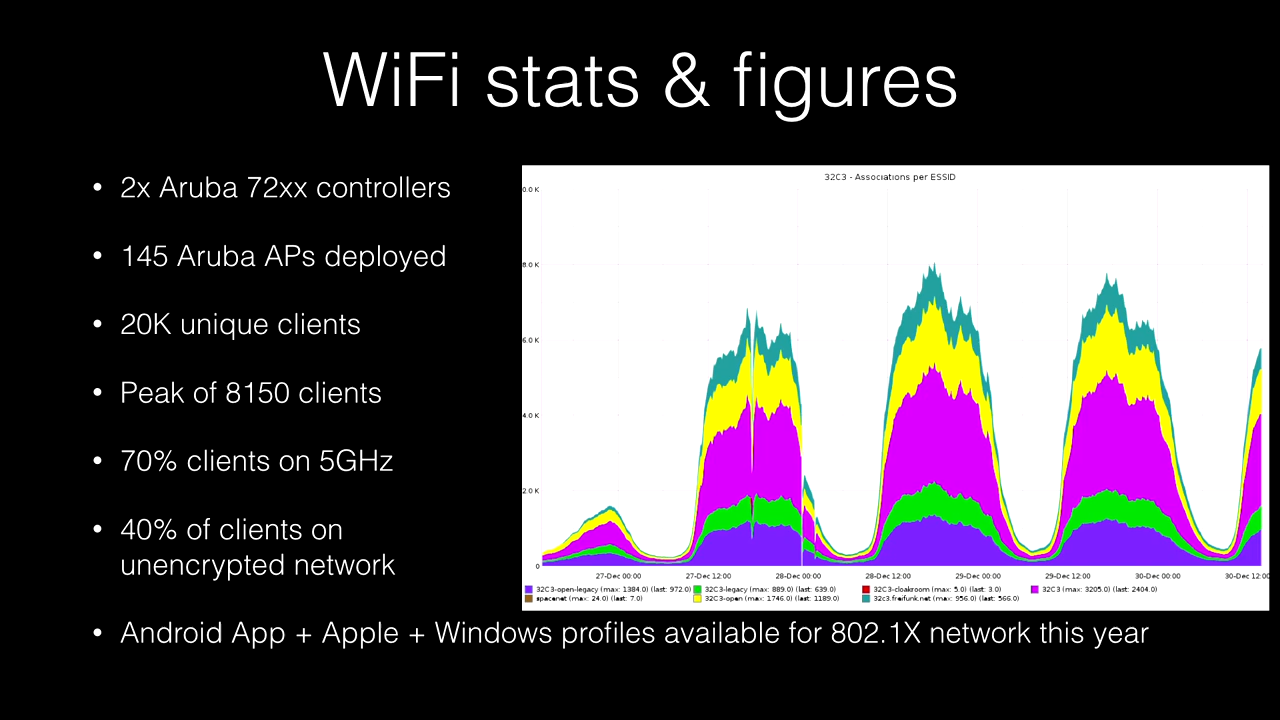 WiFi stats & figures
• 2x Aruba 72xx controllers
• 145 Aruba APs deployed
• 20K unique clients
• Peak of 8150 clients
• 70% clients on 5GHz
• 40% of clients on
unencrypted network
• Android App + Apple + Windows profiles available for 802.1X network this year
32C3 - Associations per ESSID
0.0 K
8.0 K
6.0 K
4.0 K
2.0 K
0
27-Dec 00:00 27-Dec 12:00 28-Dec 00:00 28-Dec 12:00 29-Dec 00:00 29-Dec 12:00 30-Dec 00:00 30-Dec 12:00
32C3-open-legacy (max: 1384.0) (last: 972.0) 32C3-legacy (max: 889.0) (last: 639.0) 32C3-cloakroom (max: 5.0) (last: 3.0) 32C3 (max: 3205.0) (last: 2404.0)
spacenet (max: 24.0) (last: 7.0) 32C3-open (max: 1746.0) (last: 1189.0) 32c3.freifunk.net (max: 956.0) (last: 566.0)